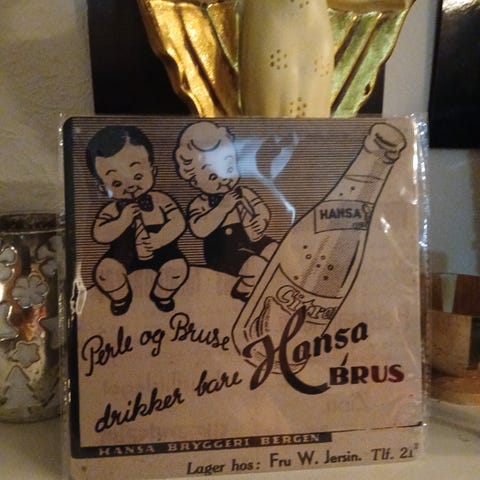 HANSA
Citro
Perle og Bruse
drikker bare Hansa
BRUS
HANSA BRYGGERI BERGEN
Lager hos: Fru W. Jersin. Tlf. 21